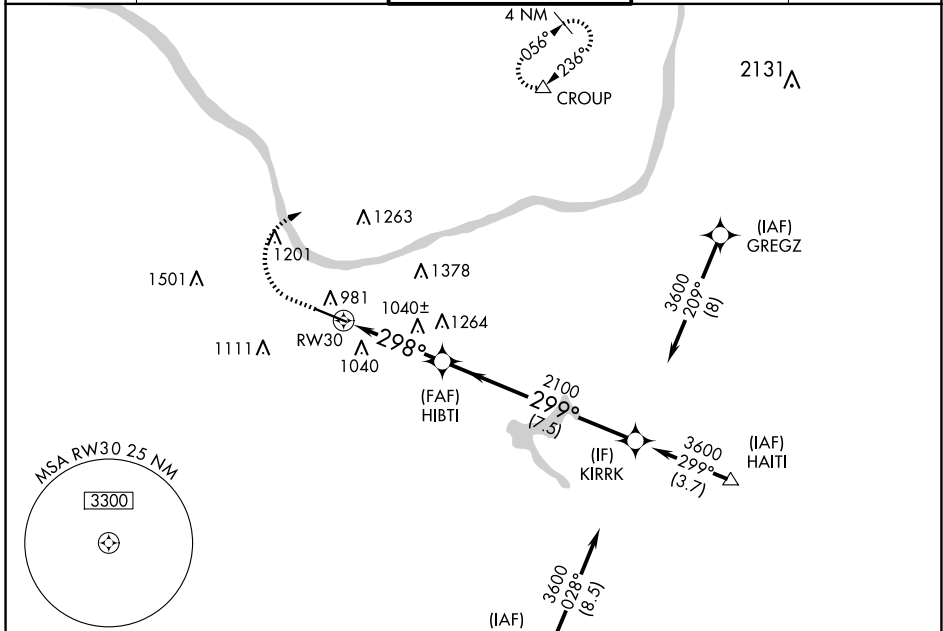 4 NM
056°
236°
CROUP
2131
1263
1201
(IAF)
GREGZ
1501
1378
3600
209°
(8)
981
1040±
1264
RW30
298°
1111
1040
(FAF)
HIBTI
2100
299°
(7.5)
(IF)
KIRRK
3600
299°
(3.7)
(IAF)
HAITI
MSA RW30 25 NM
3300
3600
028°
(8.5)
(IAF)